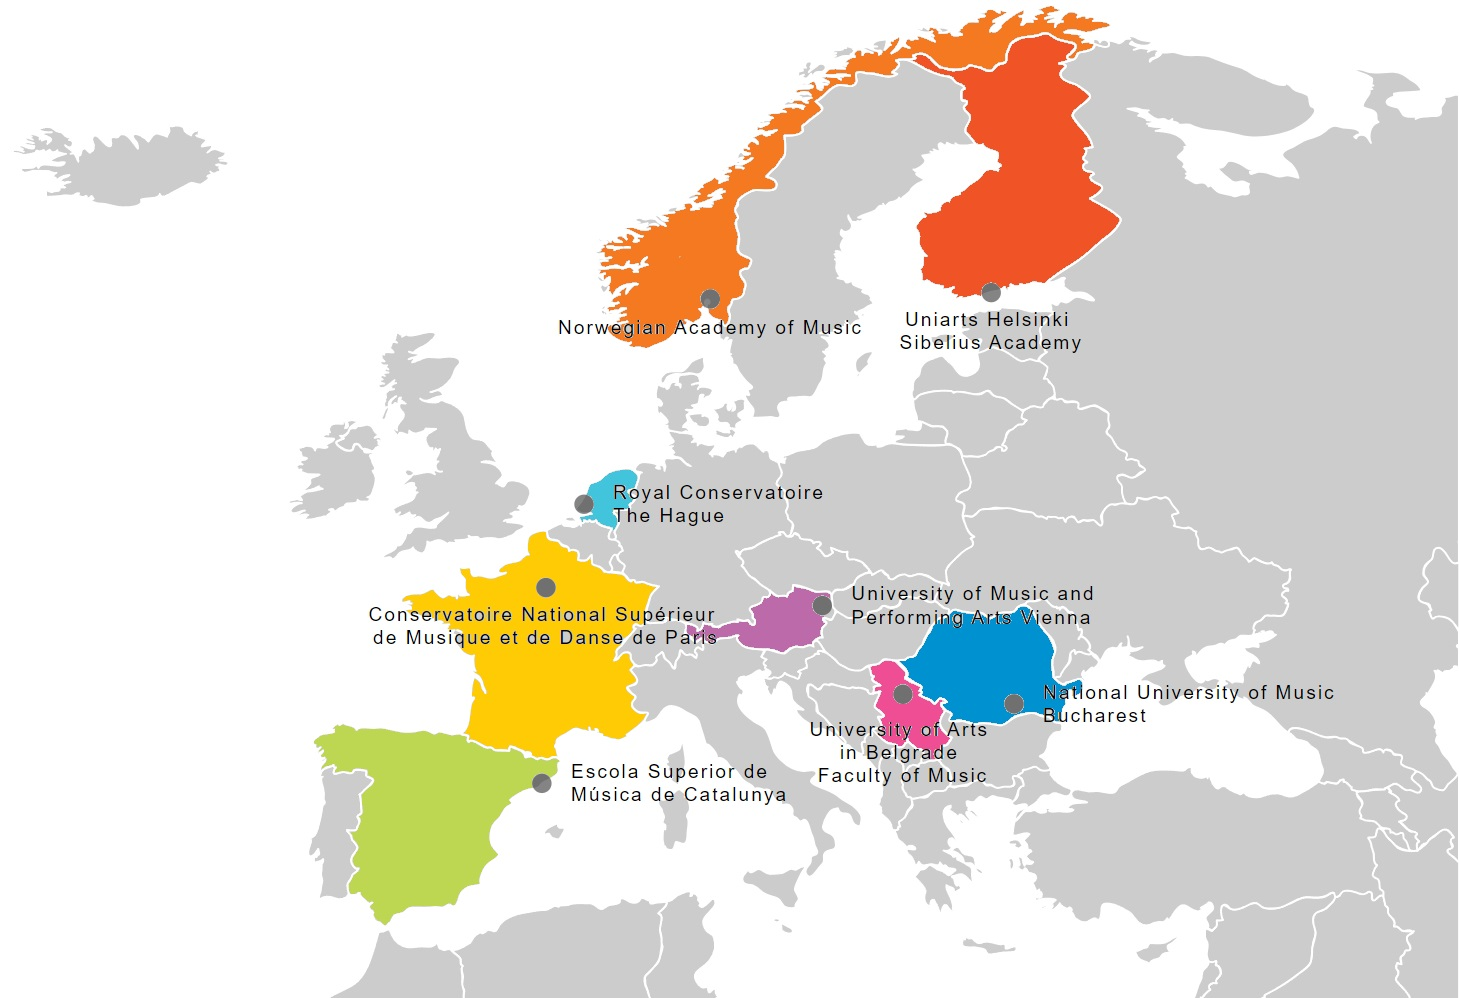 Norwegian Academy of Music
Uniarts Helsinki
Sibelius Academy
Royal Conservatoire
The Hague
Conservatoire National Supérieur
de Musique et de Danse de Paris
University of Music and
Performing Arts Vienna
National University of Music
Bucharest
University of Arts
in Belgrade
Faculty of Music
Escola Superior de
Música de Catalunya